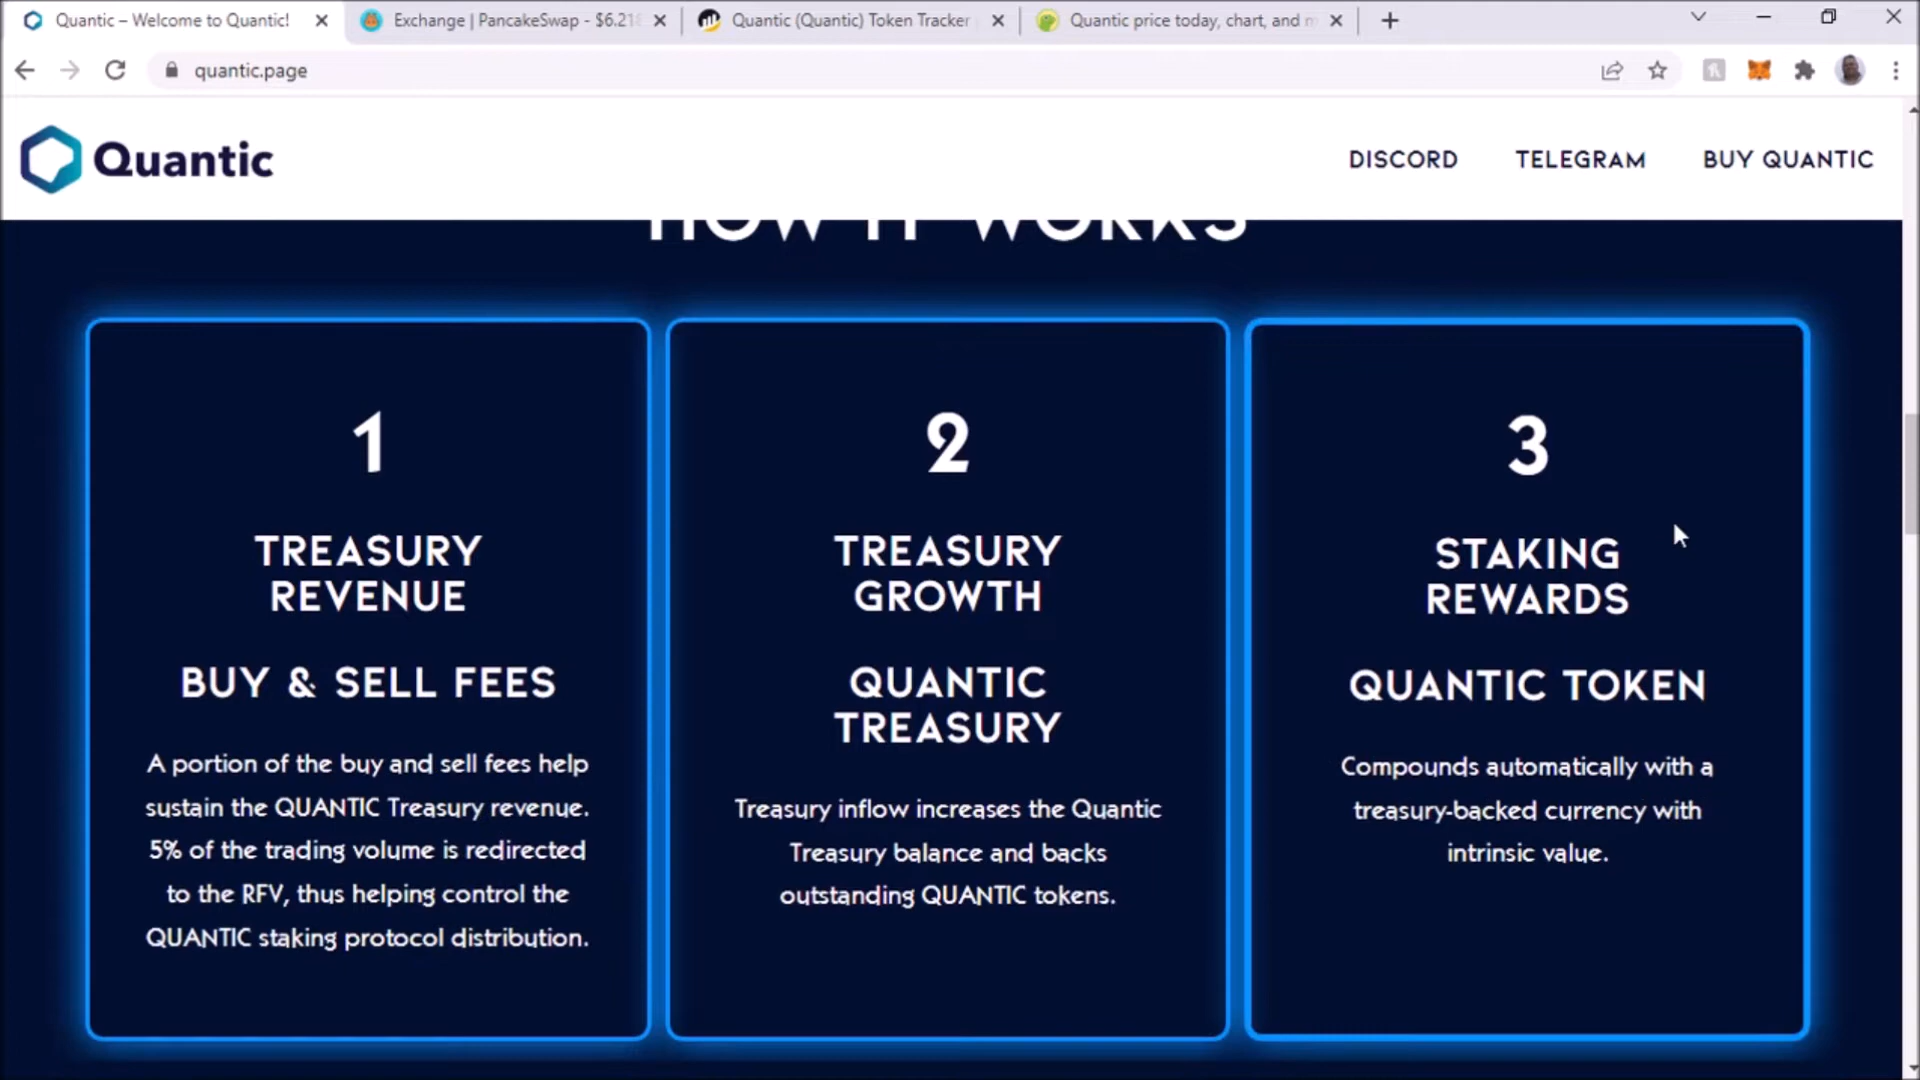 Quantic – Welcome to Quantic!
Exchange | PancakeSwap - $6.218
Quantic (Quantic) Token Tracker
Quantic price today, chart, and m
quantic.page
Quantic
DISCORD
TELEGRAM
BUY QUANTIC
HOW IT WORKS
1
TREASURY
REVENUE
BUY & SELL FEES
A portion of the buy and sell fees help
sustain the QUANTIC Treasury revenue.
5% of the trading volume is redirected
to the RFV, thus helping control the
QUANTIC staking protocol distribution.
2
TREASURY
GROWTH
QUANTIC
TREASURY
Treasury inflow increases the Quantic
Treasury balance and backs
outstanding QUANTIC tokens.
3
STAKING
REWARDS
QUANTIC TOKEN
Compounds automatically with a
treasury-backed currency with
intrinsic value.